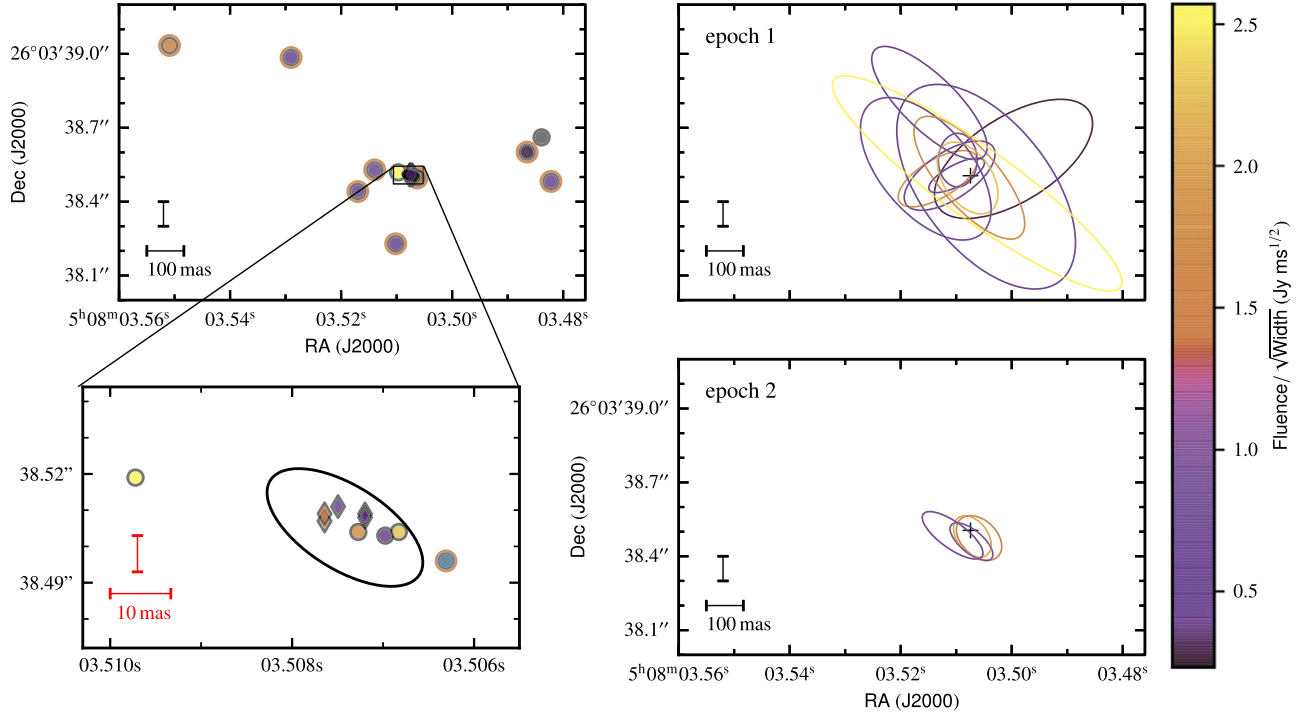 26°03′39.0′′
38.7′′
38.4′′
38.1′′
Dec (J2000)
100 mas
5ʰ08ᵐ03.56ˢ
03.54ˢ
03.52ˢ
03.50ˢ
03.48ˢ
RA (J2000)
epoch 1
100 mas
38.52′′
38.49′′
10 mas
03.510s
03.508s
03.506s
epoch 2
26°03′39.0′′
38.7′′
38.4′′
38.1′′
Dec (J2000)
100 mas
5ʰ08ᵐ03.56ˢ
03.54ˢ
03.52ˢ
03.50ˢ
03.48ˢ
RA (J2000)
2.5
2.0
1.5
1.0
0.5
Fluence/ √Width (Jy ms¹/²)